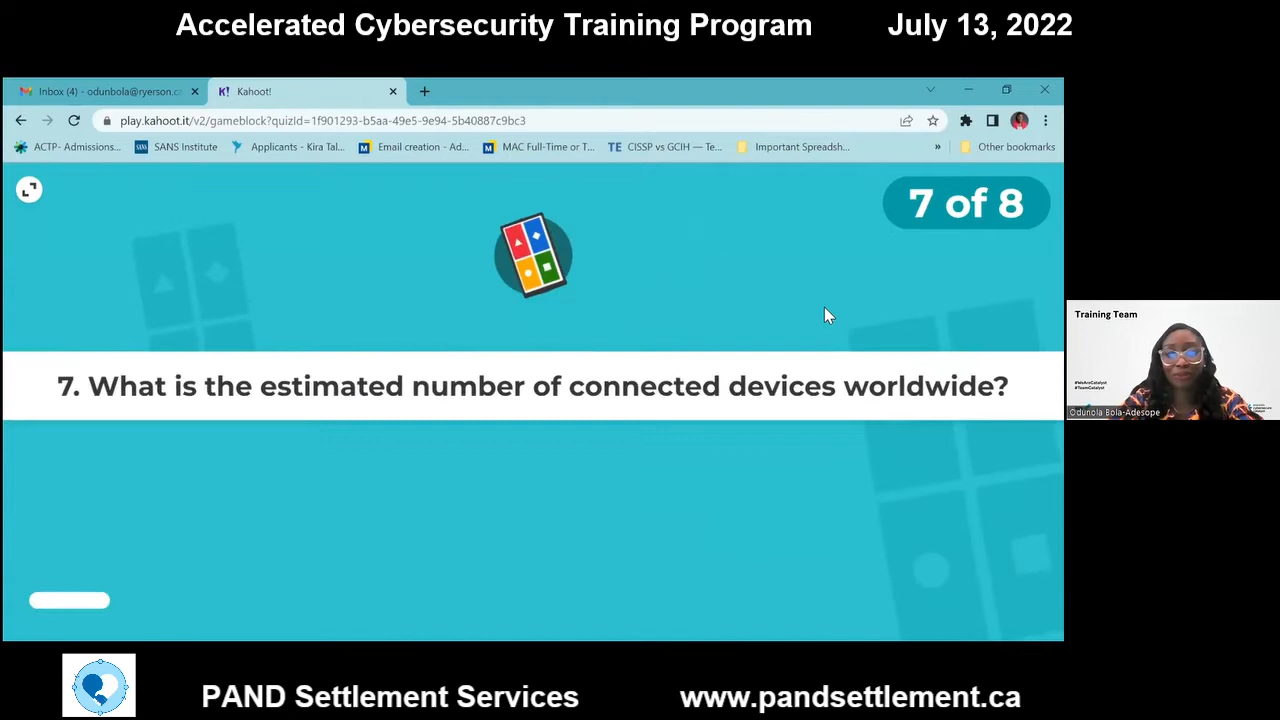 Accelerated Cybersecurity Training Program July 13, 2022
Inbox (4) - odunbola@ryerson.ca
Kahoot!
play.kahoot.it/v2/gameblock?quizId=1f901293-b5aa-49e5-9e94-5b40887c9bc3
ACTP- Admissions... SANS Institute Applicants - Kira Tal... Email creation - Ad... MAC Full-Time or T... CISSP vs GCIH — Te... Important Spreadsh... » Other bookmarks
7 of 8
7. What is the estimated number of connected devices worldwide?
Training Team
#WeAreCatalyst
#TeamCatalyst
Odunola Bola-Adesope
PAND Settlement Services www.pandsettlement.ca